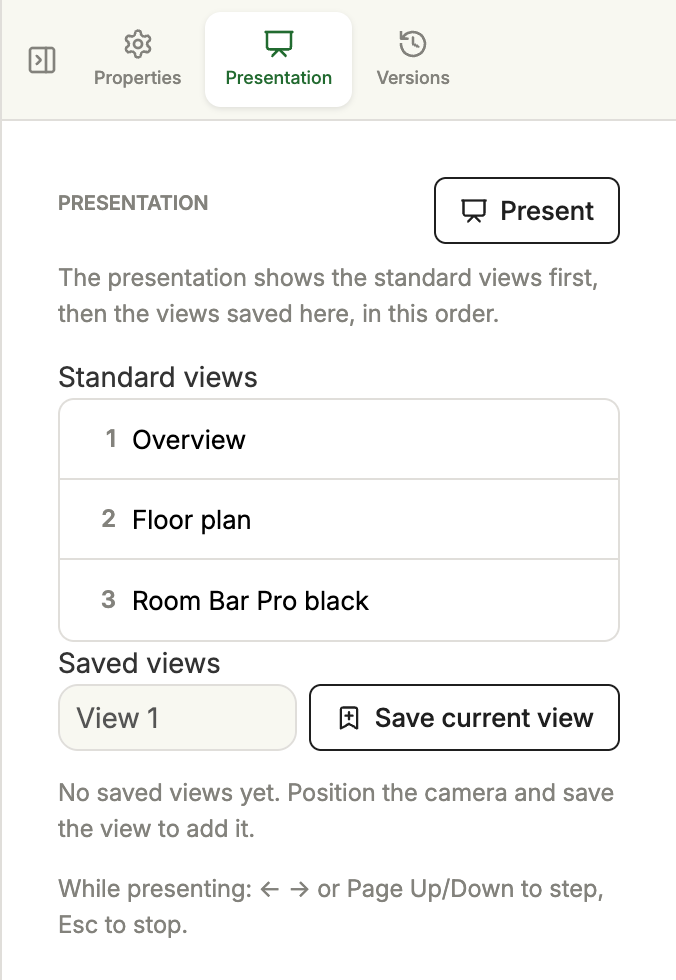 Properties
Presentation
Versions
PRESENTATION
Present
The presentation shows the standard views first,
then the views saved here, in this order.
Standard views
1 Overview
2 Floor plan
3 Room Bar Pro black
Saved views
View 1
Save current view
No saved views yet. Position the camera and save
the view to add it.
While presenting: ← → or Page Up/Down to step,
Esc to stop.